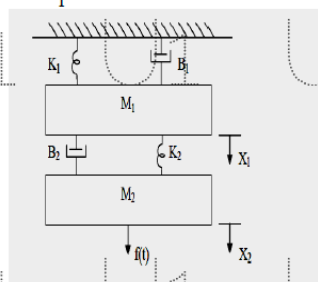 K₁ B₁
M₁
B₂ K₂ X₁
M₂
f(t) X₂